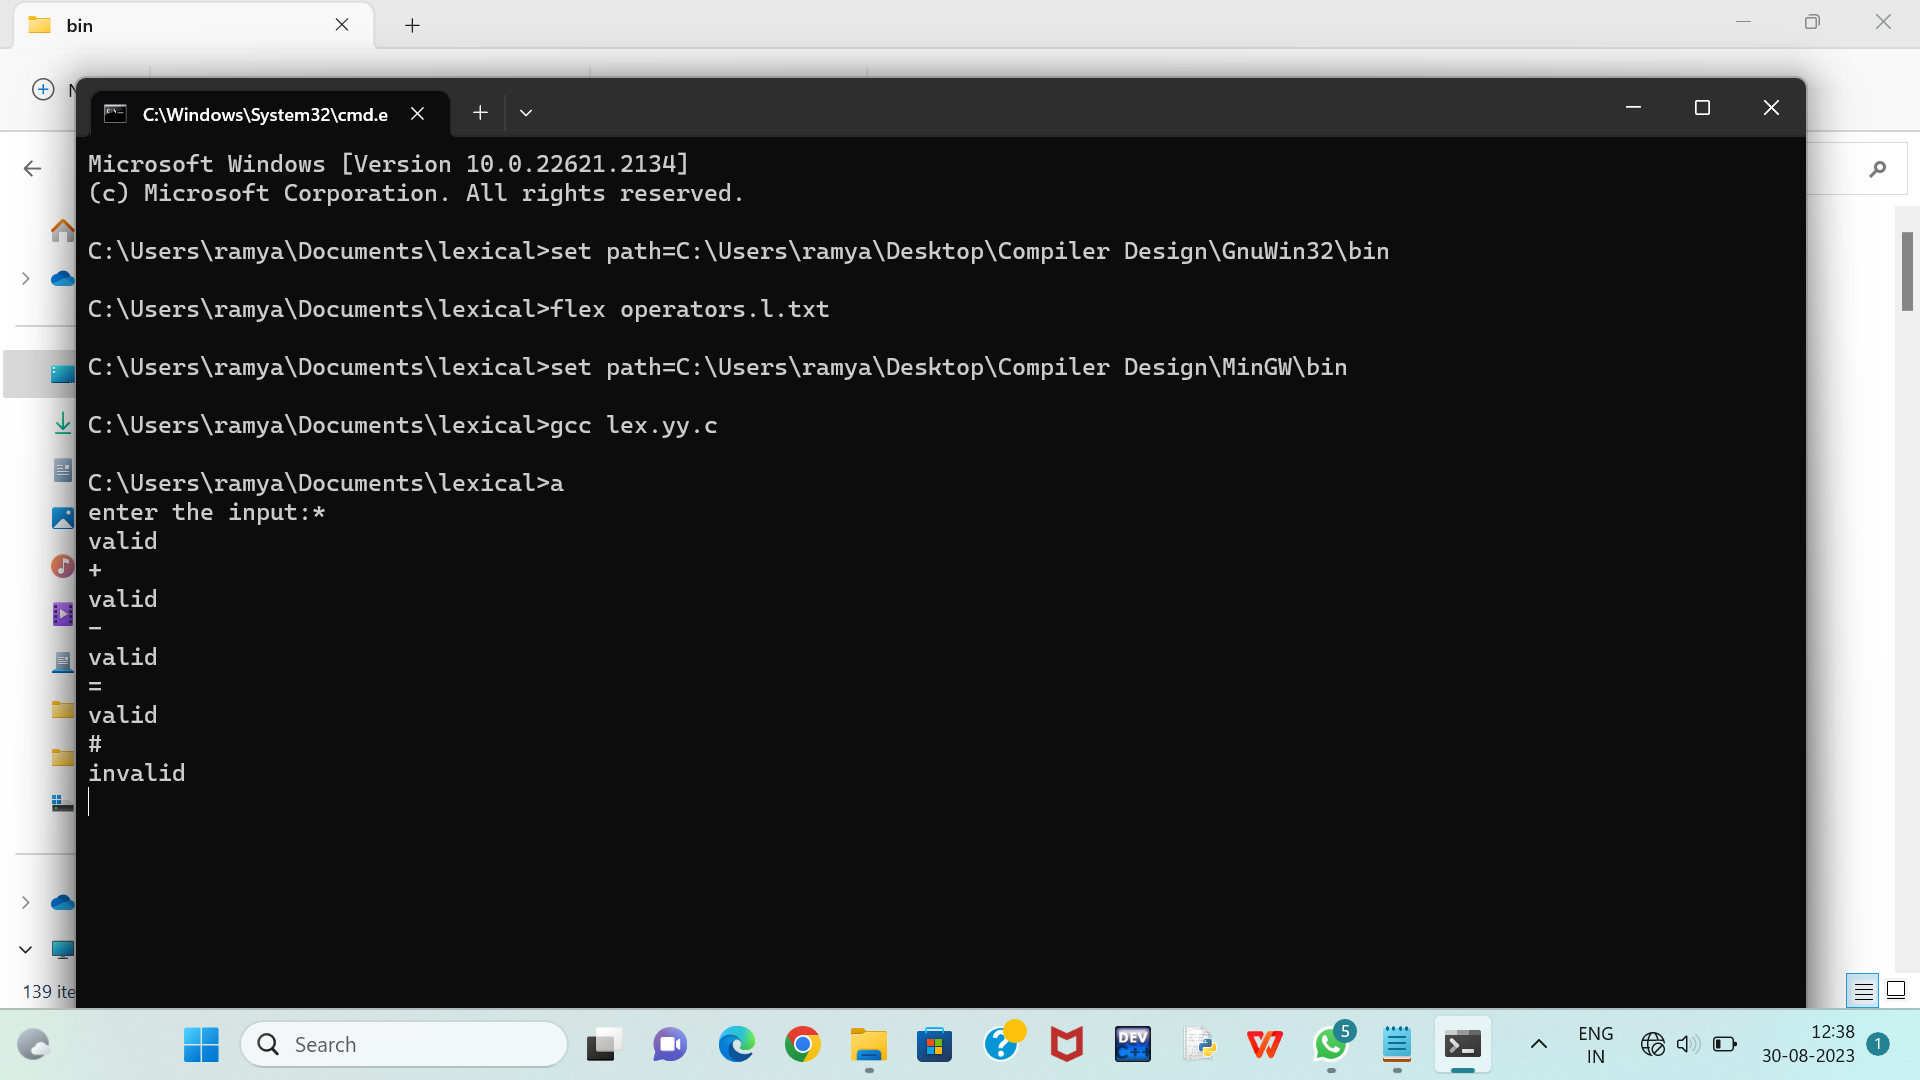 bin
C:\Windows\System32\cmd.e
Microsoft Windows [Version 10.0.22621.2134]
(c) Microsoft Corporation. All rights reserved.
C:\Users\ramya\Documents\lexical>set path=C:\Users\ramya\Desktop\Compiler Design\GnuWin32\bin
C:\Users\ramya\Documents\lexical>flex operators.l.txt
C:\Users\ramya\Documents\lexical>set path=C:\Users\ramya\Desktop\Compiler Design\MinGW\bin
C:\Users\ramya\Documents\lexical>gcc lex.yy.c
C:\Users\ramya\Documents\lexical>a
enter the input:*
valid
+
valid
-
valid
=
valid
#
invalid
139 ite
Search
DEV
C++
5
ENG
IN
12:38
30-08-2023
1